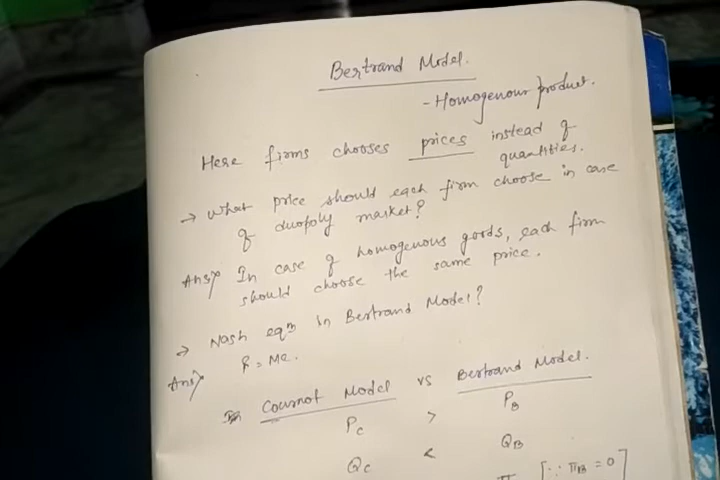 Bertrand Model.
- Homogenous product.
Here firms chooses prices instead of
quantities.
→ What price should each firm choose in case
of duopoly market?
Ans) In case of homogenous goods, each firm
should choose the same price.
→ Nash eqm in Bertrand Model?
Ans) P = MC.
Cournot Model vs Bertrand Model.
Pc > PB
Qc < QB
[∵ πB = 0]